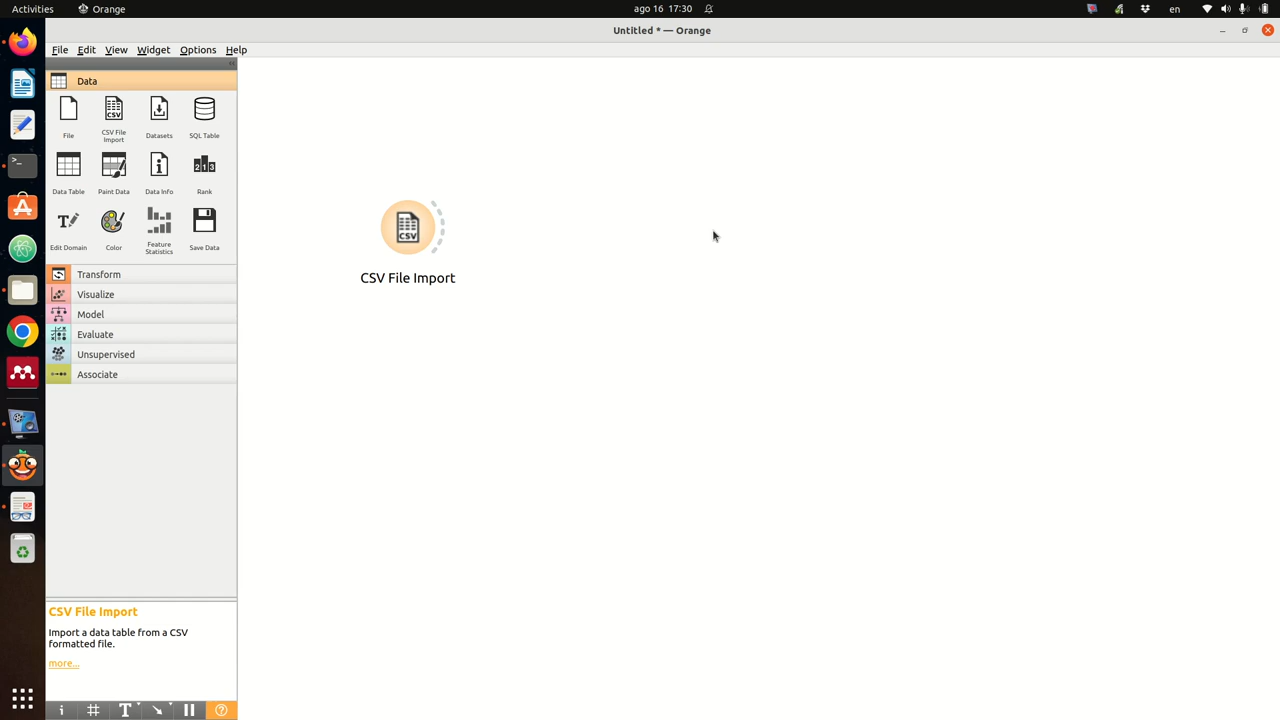 Activities
Orange
ago 16 17:30
en
Untitled * — Orange
File Edit View Widget Options Help
Data
File
CSV File Import
Datasets
SQL Table
Data Table
Paint Data
Data Info
Rank
Edit Domain
Color
Feature Statistics
Save Data
Transform
Visualize
Model
Evaluate
Unsupervised
Associate
CSV
CSV File Import
CSV File Import
Import a data table from a CSV
formatted file.
more...